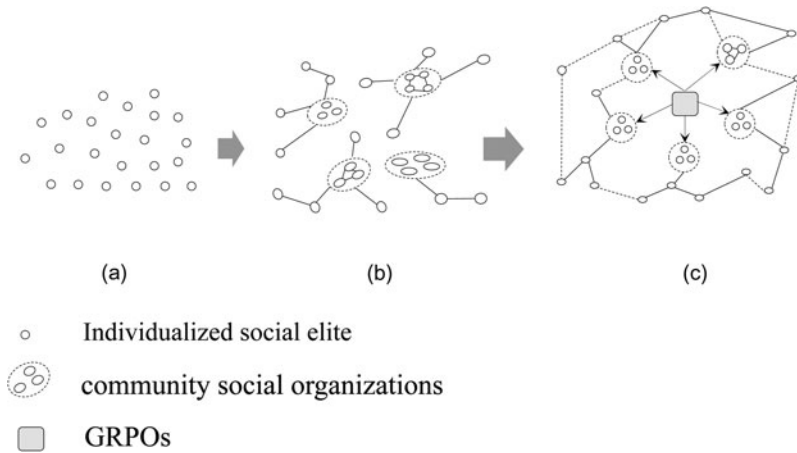 (a) (b) (c)
Individualized social elite
community social organizations
GRPOs